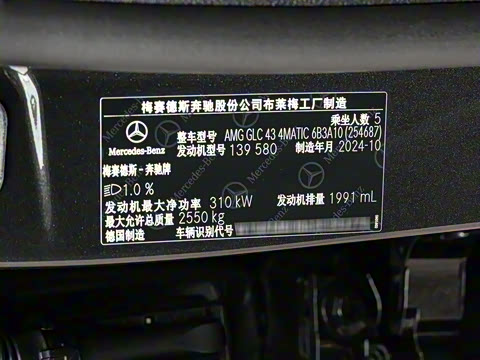 梅赛德斯奔驰股份公司布莱梅工厂制造
乘坐人数 5
整车型号 AMG GLC 43 4MATIC 6B3A10 (254687)
Mercedes-Benz 发动机型号 139 580 制造年月 2024-10
梅赛德斯-奔驰牌
1.0 %
发动机最大净功率 310 kW 发动机排量 1991 mL
最大允许总质量 2550 kg
德国制造 车辆识别代号